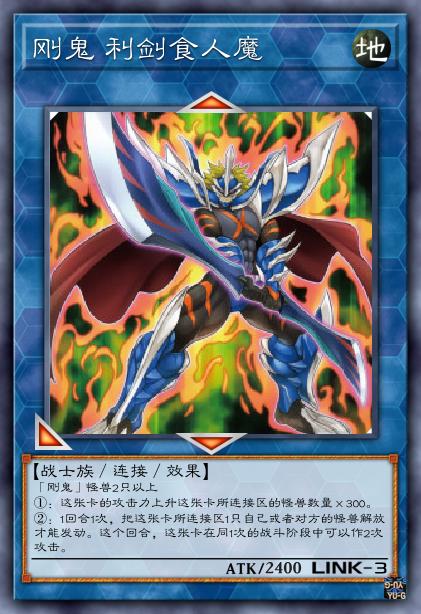 刚鬼 利剑食人魔
地
【战士族／连接／效果】
「刚鬼」怪兽2只以上
①：这张卡的攻击力上升这张卡所连接区的怪兽数量×300。
②：1回合1次，把这张卡所连接区1只自己或者对方的怪兽解放
才能发动。这个回合，这张卡在同1次的战斗阶段中可以作2次
攻击。
ATK/2400 LINK-3